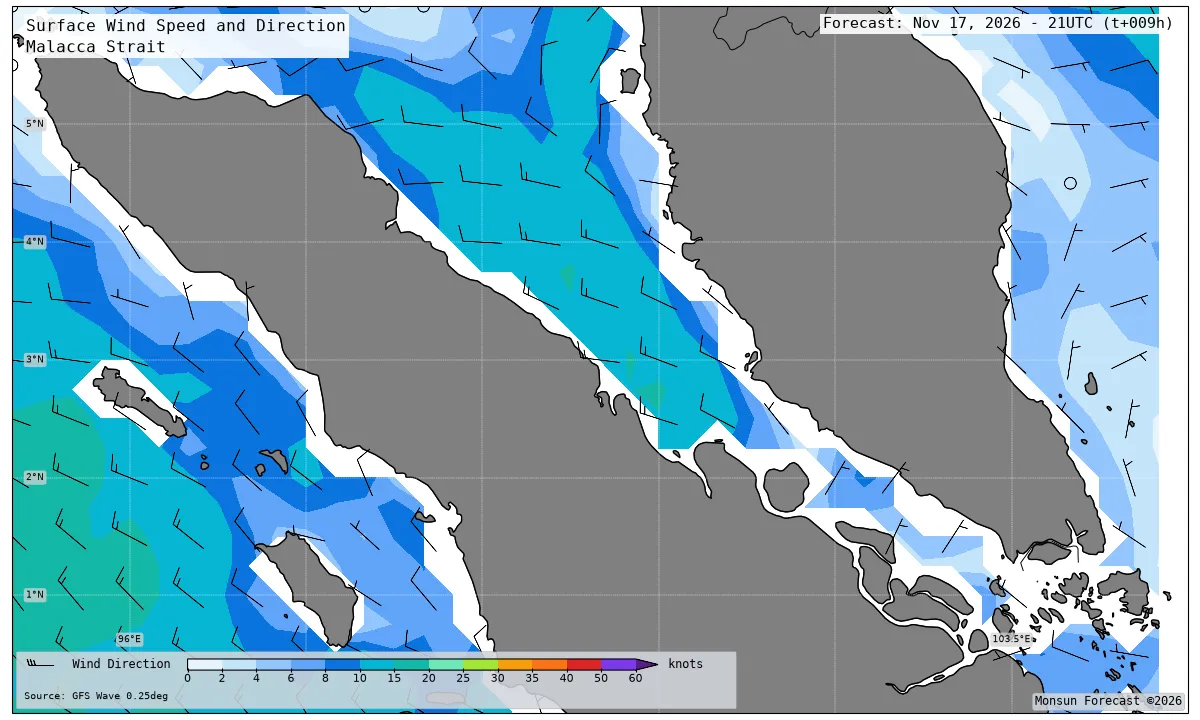 Surface Wind Speed and Direction
Malacca Strait
Forecast: Nov 17, 2026 - 21UTC (t+009h)
5°N
4°N
3°N
2°N
1°N
96°E
103.5°E
Wind Direction
0 2 4 6 8 10 15 20 25 30 35 40 50 60
knots
Source: GFS Wave 0.25deg
Monsun Forecast ©2026